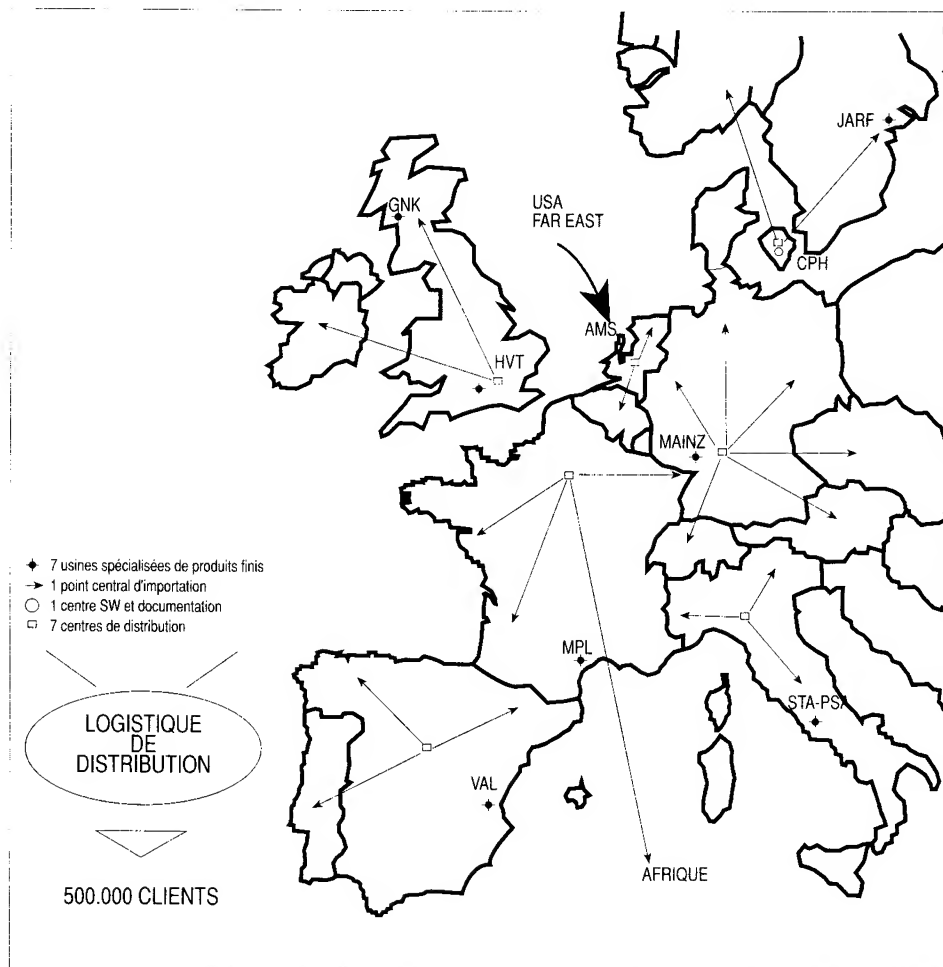 JARF
GNK
USA
FAR EAST
CPH
AMS
HVT
MAINZ
7 usines spécialisées de produits finis
1 point central d'importation
1 centre SW et documentation
7 centres de distribution
MPL
LOGISTIQUE
DE
DISTRIBUTION
STA-PSA
VAL
AFRIQUE
500.000 CLIENTS